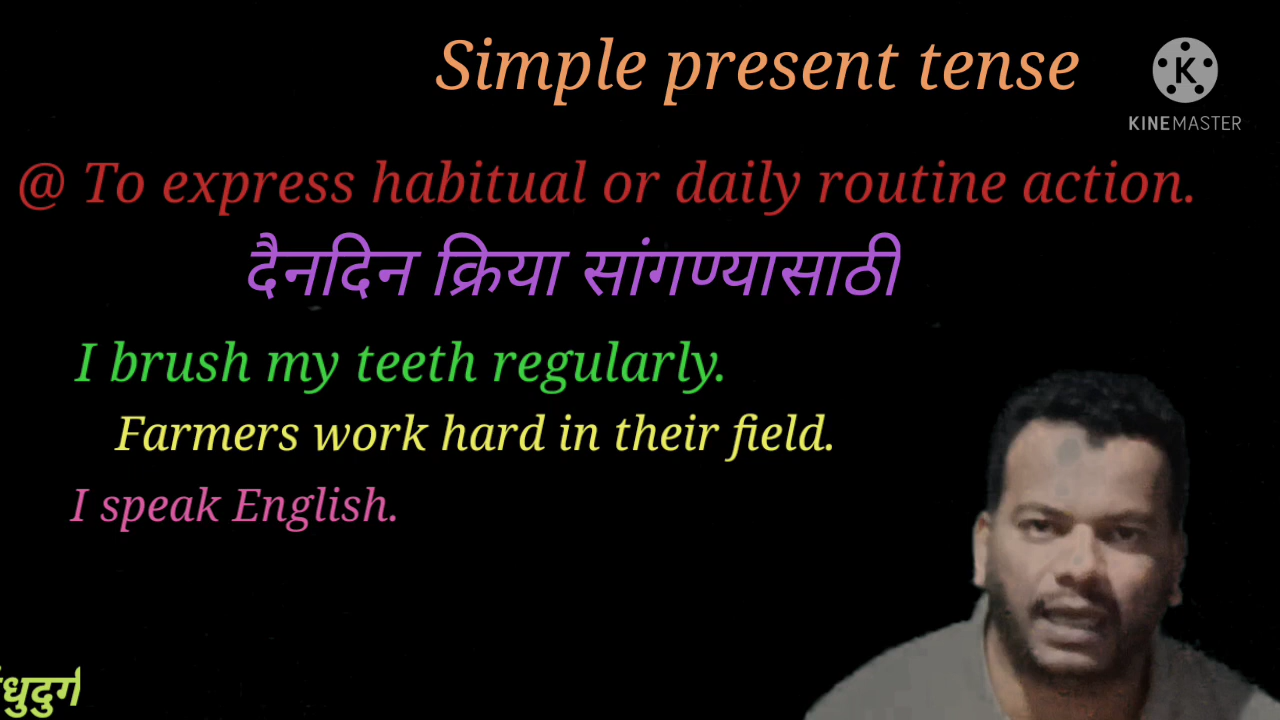 Simple present tense
KINEMASTER
@ To express habitual or daily routine action.
दैनदिन क्रिया सांगण्यासाठी
I brush my teeth regularly.
Farmers work hard in their field.
I speak English.